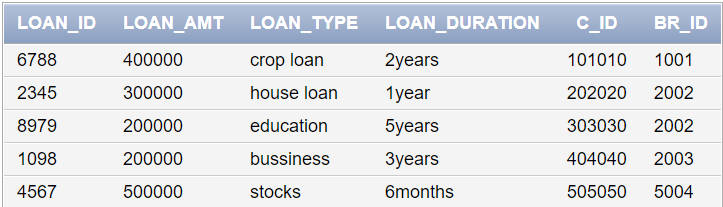 LOAN_ID LOAN_AMT LOAN_TYPE LOAN_DURATION C_ID BR_ID
6788 400000 crop loan 2years 101010 1001
2345 300000 house loan 1year 202020 2002
8979 200000 education 5years 303030 2002
1098 200000 bussiness 3years 404040 2003
4567 500000 stocks 6months 505050 5004